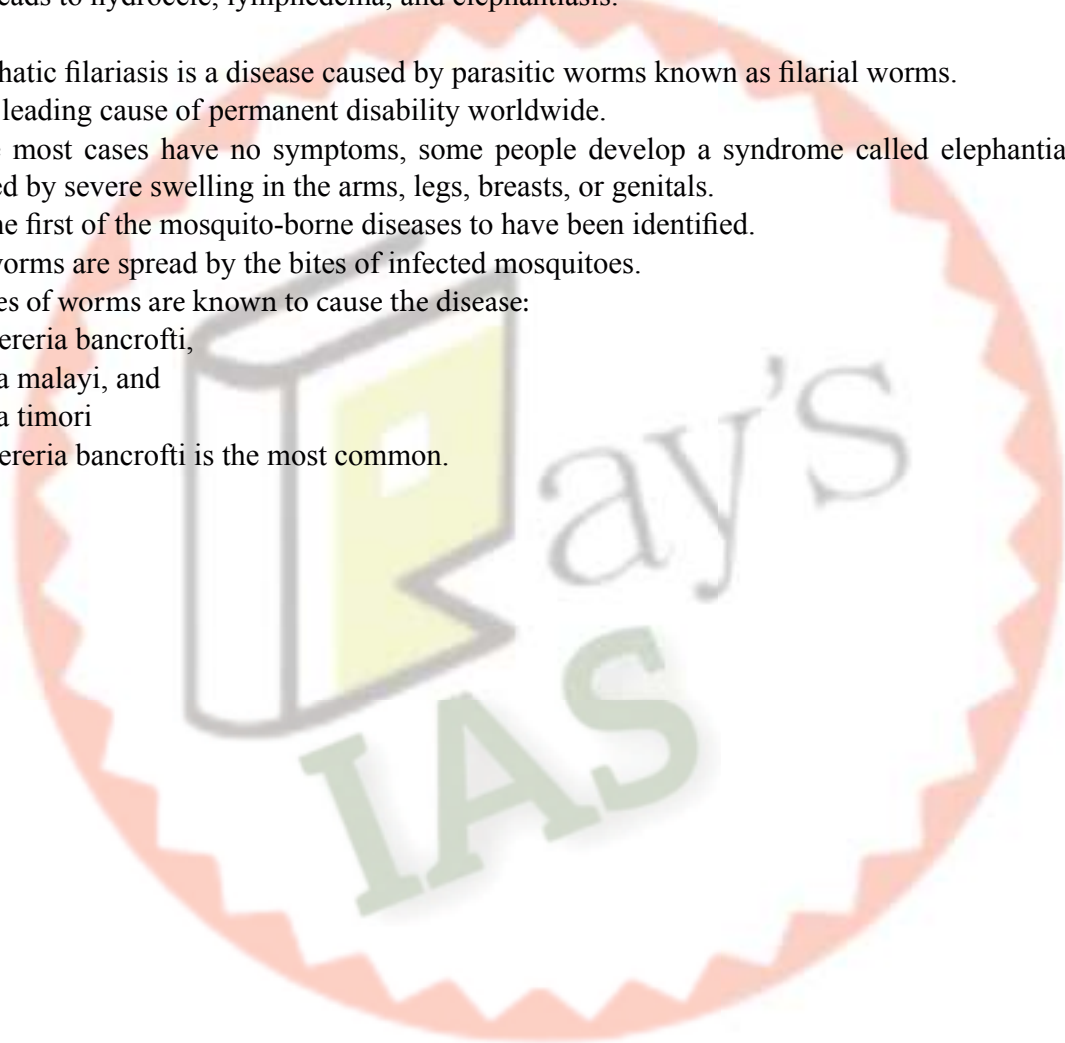 eads to hydrocele, lymphedema, and elephantiasis.
hatic filariasis is a disease caused by parasitic worms known as filarial worms.
leading cause of permanent disability worldwide.
most cases have no symptoms, some people develop a syndrome called elephantia
ed by severe swelling in the arms, legs, breasts, or genitals.
ne first of the mosquito-borne diseases to have been identified.
worms are spread by the bites of infected mosquitoes.
es of worms are known to cause the disease:
ereria bancrofti,
a malayi, and
a timori
ereria bancrofti is the most common.
ay's
IAS